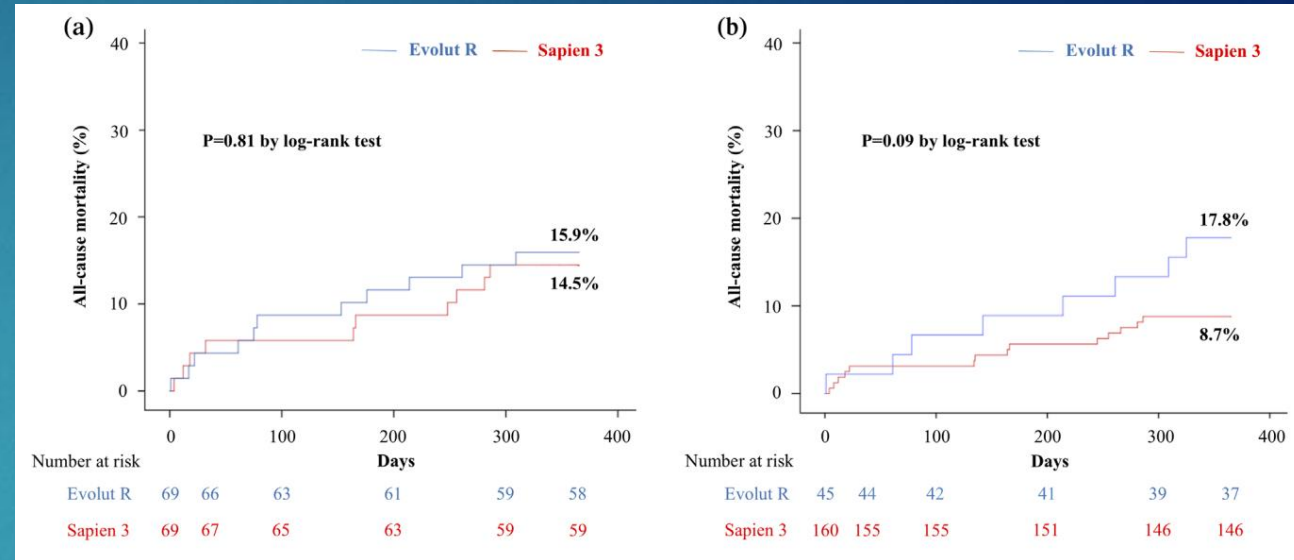 (a)
Evolut R Sapien 3
40
30
20
10
0
All-cause mortality (%)
P=0.81 by log-rank test
15.9%
14.5%
0 100 200 300 400
Number at risk Days
Evolut R 69 66 63 61 59 58
Sapien 3 69 67 65 63 59 59
(b)
Evolut R Sapien 3
40
30
20
10
0
All-cause mortality (%)
P=0.09 by log-rank test
17.8%
8.7%
0 100 200 300 400
Number at risk Days
Evolut R 45 44 42 41 39 37
Sapien 3 160 155 155 151 146 146